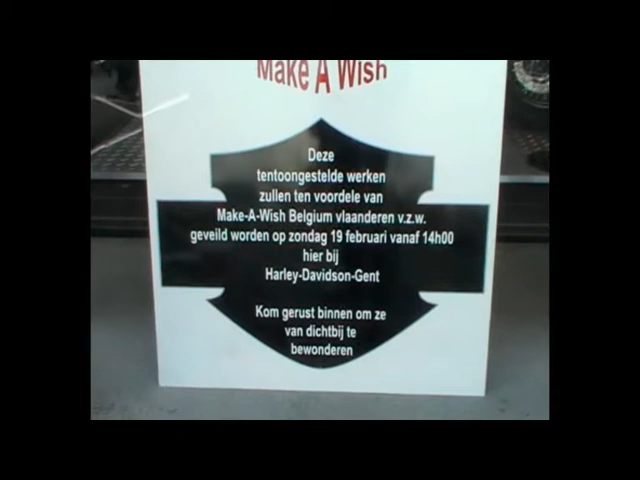 Make A Wish
Deze
tentoongestelde werken
zullen ten voordele van
Make-A-Wish Belgium vlaanderen v.z.w.
geveild worden op zondag 19 februari vanaf 14h00
hier bij
Harley-Davidson-Gent
Kom gerust binnen om ze
van dichtbij te
bewonderen